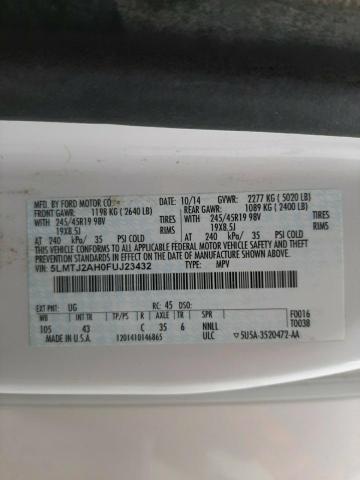 MFD. BY FORD MOTOR CO. 10/14 GVWR: 2277 KG ( 5020 LB)
FRONT GAWR: 1198 KG ( 2640 LB) REAR GAWR: 1089 KG ( 2400 LB)
WITH 245/45R19 98V TIRES WITH 245/45R19 98V TIRES
19X8.5J RIMS 19X8.5J RIMS
AT 240 kPa/ 35 PSI COLD AT 240 kPa/ 35 PSI COLD
THIS VEHICLE CONFORMS TO ALL APPLICABLE FEDERAL MOTOR VEHICLE SAFETY AND THEFT
PREVENTION STANDARDS IN EFFECT ON THE DATE OF MANUFACTURE SHOWN ABOVE.
VIN: 5LMTJ2AH0FUJ23432 TYPE: MPV
EXT PNT: UG RC: 45 DSO:
WB INT TR TP/PS R AXLE TR SPR F0016
105 43 C 35 6 NNLL T0038
MADE IN U.S.A. 1201410146865 ULC 5U5A-3520472-AA